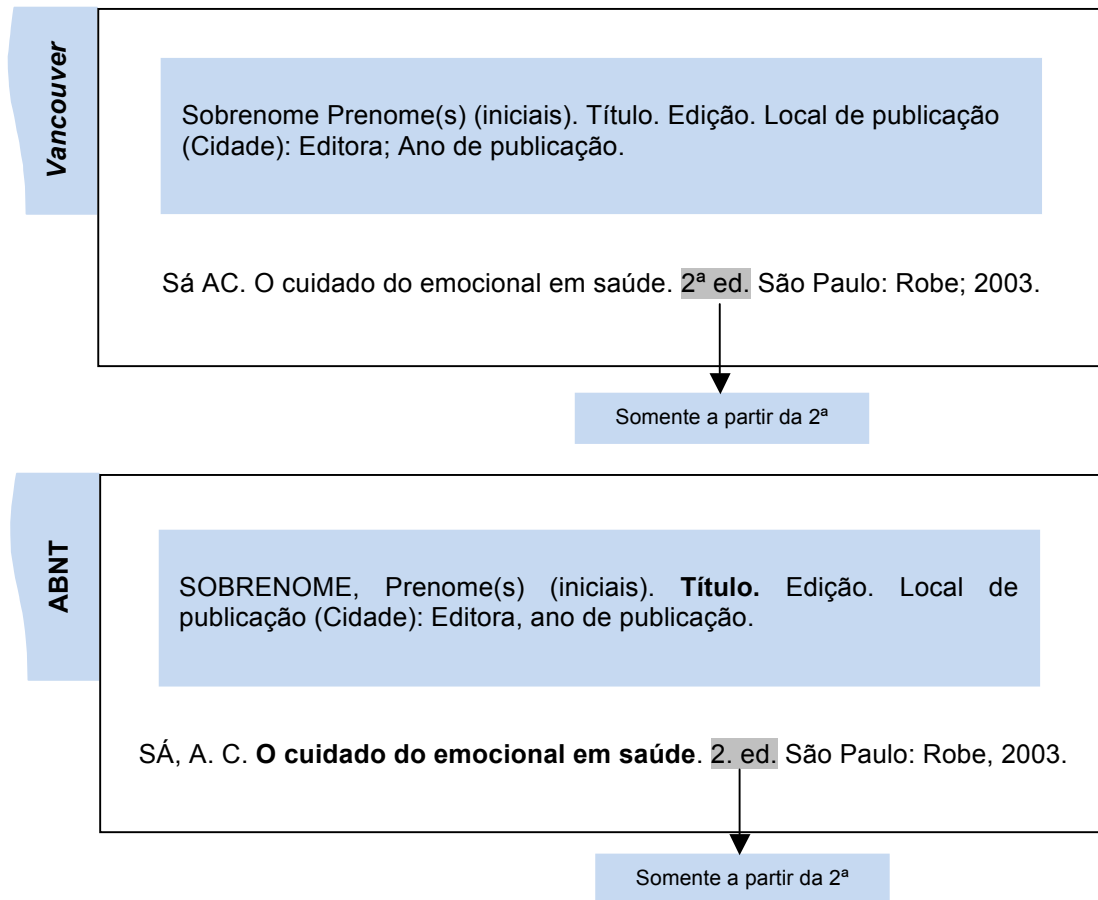 Vancouver
Sobrenome Prenome(s) (iniciais). Título. Edição. Local de publicação
(Cidade): Editora; Ano de publicação.
Sá AC. O cuidado do emocional em saúde. 2ª ed. São Paulo: Robe; 2003.
Somente a partir da 2ª
ABNT
SOBRENOME, Prenome(s) (iniciais). Título. Edição. Local de
publicação (Cidade): Editora, ano de publicação.
SÁ, A. C. O cuidado do emocional em saúde. 2. ed. São Paulo: Robe, 2003.
Somente a partir da 2ª